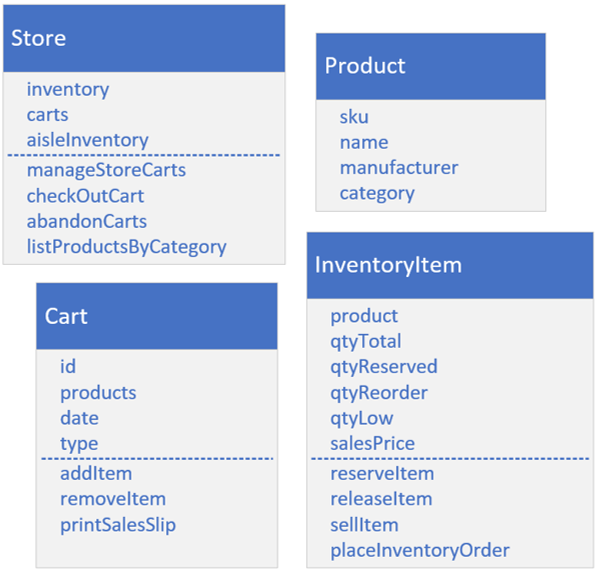 Store
inventory
carts
aisleInventory
manageStoreCarts
checkOutCart
abandonCarts
listProductsByCategory
Product
sku
name
manufacturer
category
Cart
id
products
date
type
addItem
removeItem
printSalesSlip
InventoryItem
product
qtyTotal
qtyReserved
qtyReorder
qtyLow
salesPrice
reserveItem
releaseItem
sellItem
placeInventoryOrder